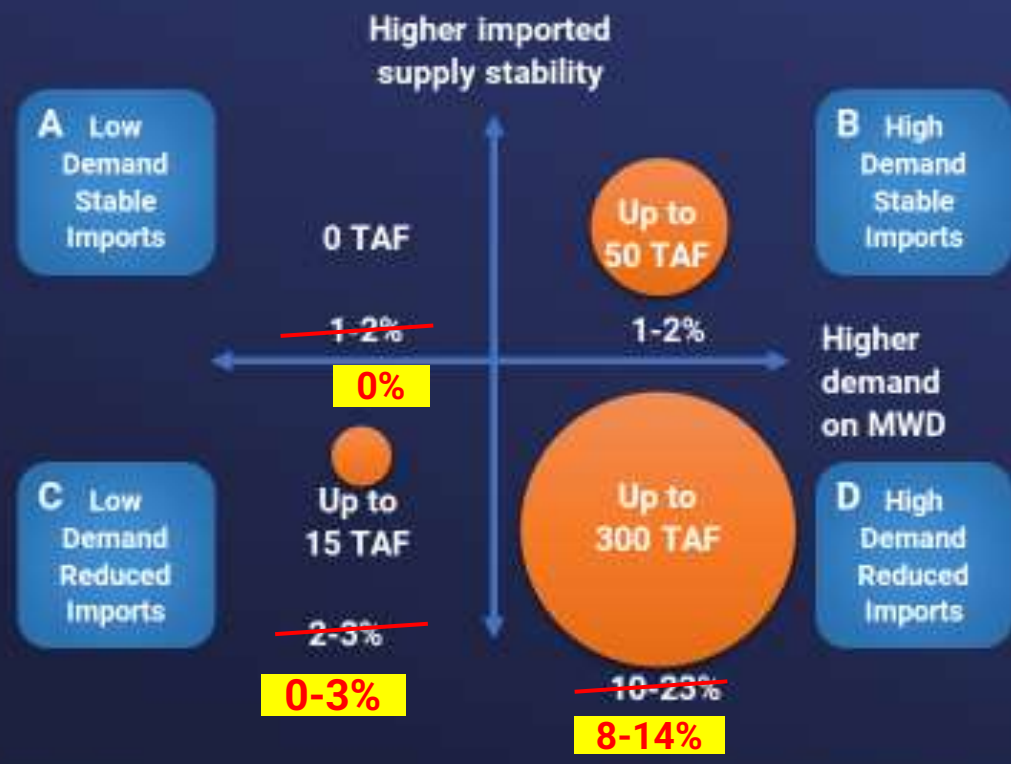 Higher imported
supply stability
A Low
Demand
Stable
Imports
0 TAF
1-2%
0%
Up to
50 TAF
1-2%
B High
Demand
Stable
Imports
Higher
demand
on MWD
C Low
Demand
Reduced
Imports
Up to
15 TAF
2-3%
0-3%
Up to
300 TAF
10-23%
8-14%
D High
Demand
Reduced
Imports